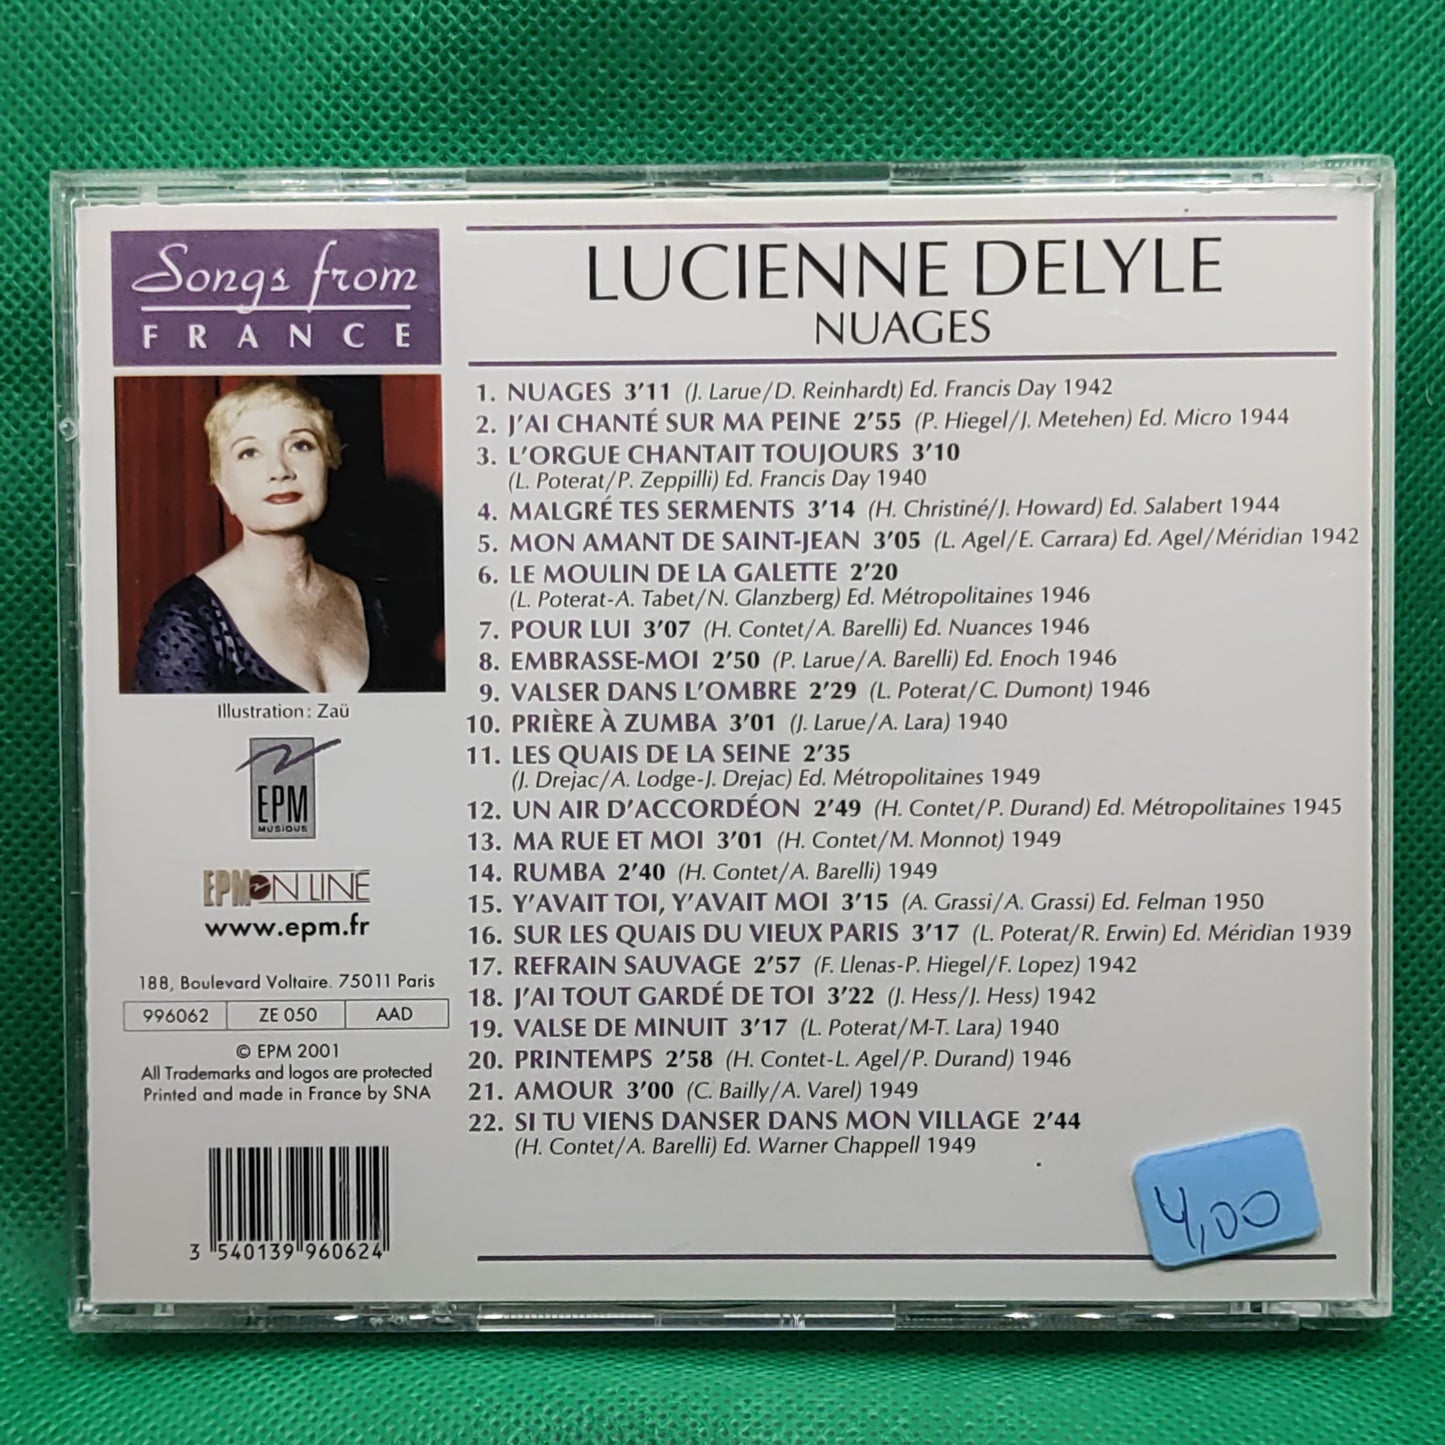 Songs from
FRANCE
Illustration : Zaü
EPM
MUSIQUE
EPM ON LINE
www.epm.fr
188, Boulevard Voltaire. 75011 Paris
996062 ZE 050 AAD
© EPM 2001
All Trademarks and logos are protected
Printed and made in France by SNA
3 540139 960624
LUCIENNE DELYLE
NUAGES
1. NUAGES 3'11 (J. Larue/D. Reinhardt) Ed. Francis Day 1942
2. J'AI CHANTÉ SUR MA PEINE 2'55 (P. Hiegel/J. Metehen) Ed. Micro 1944
3. L'ORGUE CHANTAIT TOUJOURS 3'10
(L. Poterat/P. Zeppilli) Ed. Francis Day 1940
4. MALGRÉ TES SERMENTS 3'14 (H. Christiné/J. Howard) Ed. Salabert 1944
5. MON AMANT DE SAINT-JEAN 3'05 (L. Agel/E. Carrara) Ed. Agel/Méridian 1942
6. LE MOULIN DE LA GALETTE 2'20
(L. Poterat-A. Tabet/N. Glanzberg) Ed. Métropolitaines 1946
7. POUR LUI 3'07 (H. Contet/A. Barelli) Ed. Nuances 1946
8. EMBRASSE-MOI 2'50 (P. Larue/A. Barelli) Ed. Enoch 1946
9. VALSER DANS L'OMBRE 2'29 (L. Poterat/C. Dumont) 1946
10. PRIÈRE À ZUMBA 3'01 (J. Larue/A. Lara) 1940
11. LES QUAIS DE LA SEINE 2'35
(J. Drejac/A. Lodge-J. Drejac) Ed. Métropolitaines 1949
12. UN AIR D'ACCORDÉON 2'49 (H. Contet/P. Durand) Ed. Métropolitaines 1945
13. MA RUE ET MOI 3'01 (H. Contet/M. Monnot) 1949
14. RUMBA 2'40 (H. Contet/A. Barelli) 1949
15. Y'AVAIT TOI, Y'AVAIT MOI 3'15 (A. Grassi/A. Grassi) Ed. Felman 1950
16. SUR LES QUAIS DU VIEUX PARIS 3'17 (L. Poterat/R. Erwin) Ed. Méridian 1939
17. REFRAIN SAUVAGE 2'57 (F. Llenas-P. Hiegel/F. Lopez) 1942
18. J'AI TOUT GARDÉ DE TOI 3'22 (J. Hess/J. Hess) 1942
19. VALSE DE MINUIT 3'17 (L. Poterat/M-T. Lara) 1940
20. PRINTEMPS 2'58 (H. Contet-L. Agel/P. Durand) 1946
21. AMOUR 3'00 (C. Bailly/A. Varel) 1949
22. SI TU VIENS DANSER DANS MON VILLAGE 2'44
(H. Contet/A. Barelli) Ed. Warner Chappell 1949
4,00